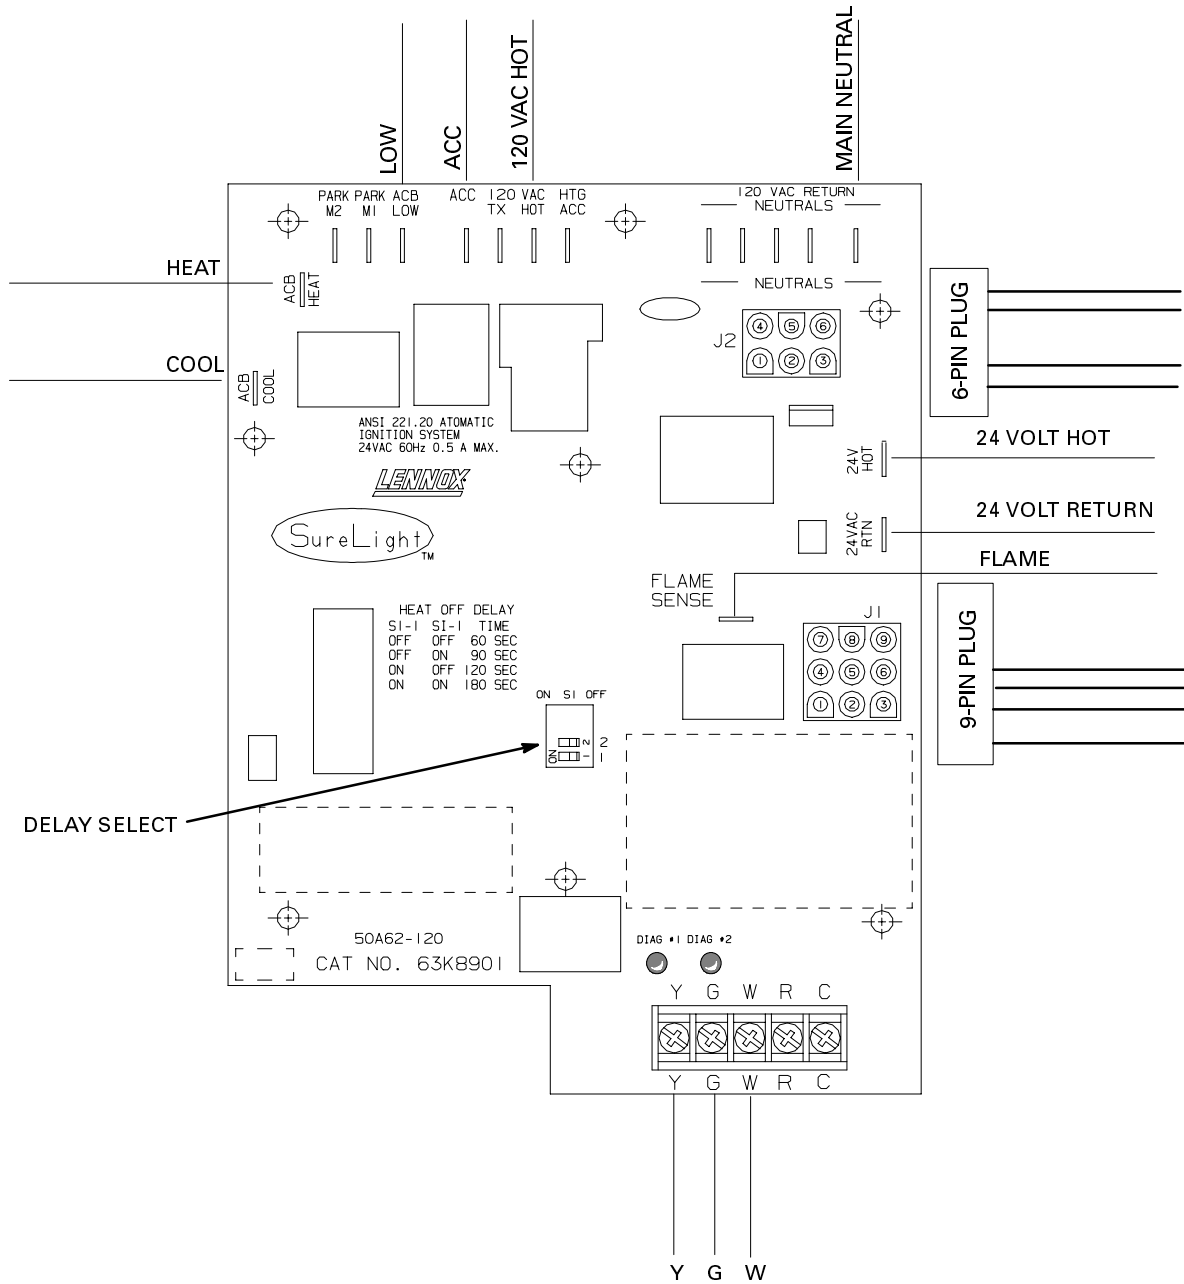 LOW
ACC
120 VAC HOT
MAIN NEUTRAL
PARK PARK ACB
M2 M1 LOW
ACC 120 VAC HTG
TX HOT ACC
120 VAC RETURN
NEUTRALS
HEAT
ACB
HEAT
NEUTRALS
J2
4 5 6
1 2 3
6-PIN PLUG
COOL
ACB
COOL
ANSI 221.20 ATOMATIC
IGNITION SYSTEM
24VAC 60Hz 0.5 A MAX.
LENNOX
SureLight
TM
24V
HOT
24 VOLT HOT
24VAC
RTN
24 VOLT RETURN
FLAME
FLAME
SENSE
J1
7 8 9
4 5 6
1 2 3
9-PIN PLUG
HEAT OFF DELAY
S1-1 S1-1 TIME
OFF OFF 60 SEC
OFF ON 90 SEC
ON OFF 120 SEC
ON ON 180 SEC
ON S1 OFF
2 2
ON 1 1
DELAY SELECT
50A62-120
CAT NO. 63K8901
DIAG #1 DIAG #2
Y G W R C
Y G W R C
Y G W